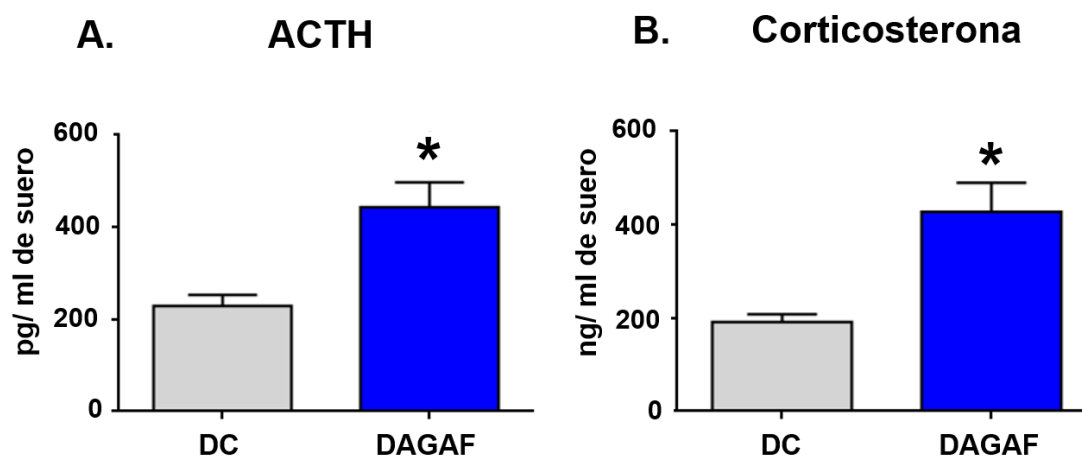 A. ACTH
600
400
200
0
pg/ ml de suero
*
DC DAGAF
B. Corticosterona
600
400
200
0
ng/ ml de suero
*
DC DAGAF